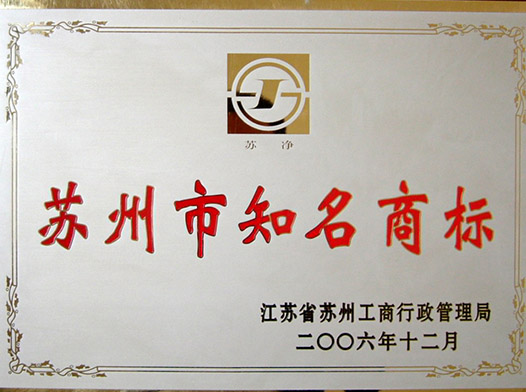 苏净
苏州市知名商标
江苏省苏州工商行政管理局
二〇〇六年十二月